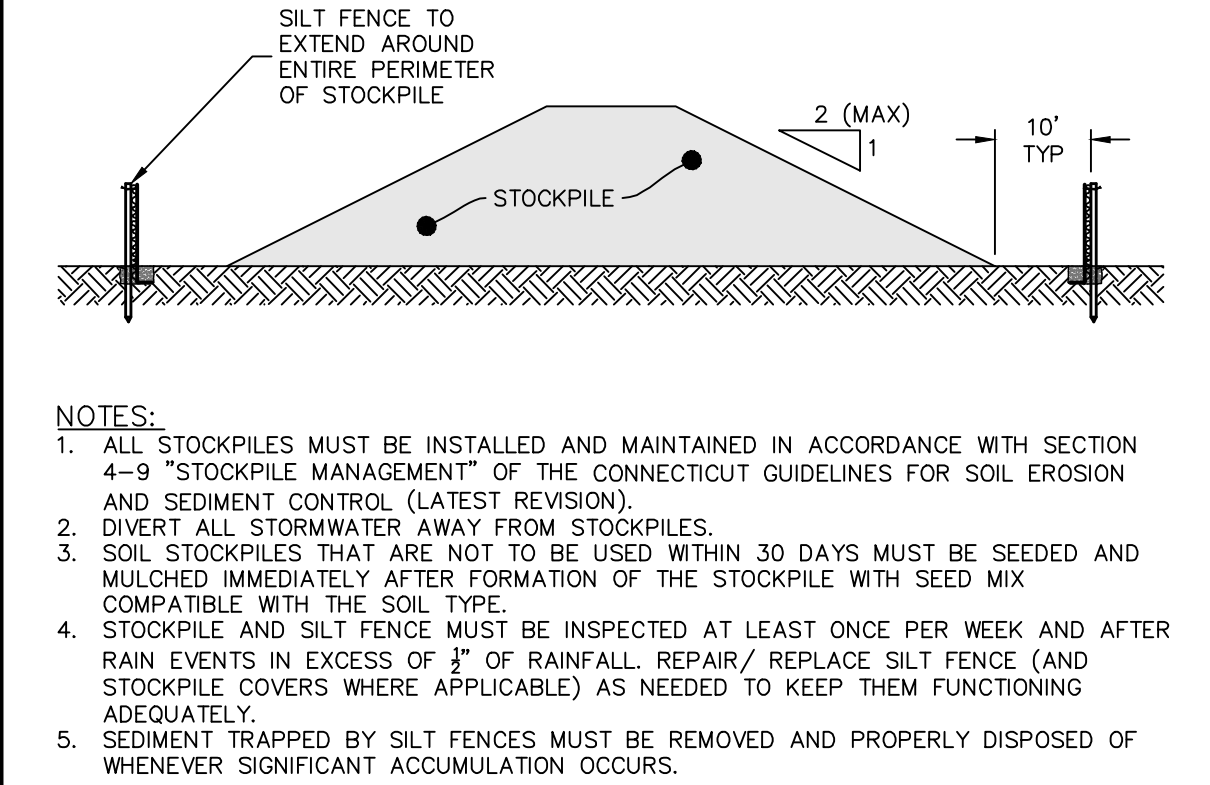 SILT FENCE TO
EXTEND AROUND
ENTIRE PERIMETER
OF STOCKPILE
2 (MAX)
1
10'
TYP
STOCKPILE
NOTES:
1. ALL STOCKPILES MUST BE INSTALLED AND MAINTAINED IN ACCORDANCE WITH SECTION
4-9 "STOCKPILE MANAGEMENT" OF THE CONNECTICUT GUIDELINES FOR SOIL EROSION
AND SEDIMENT CONTROL (LATEST REVISION).
2. DIVERT ALL STORMWATER AWAY FROM STOCKPILES.
3. SOIL STOCKPILES THAT ARE NOT TO BE USED WITHIN 30 DAYS MUST BE SEEDED AND
MULCHED IMMEDIATELY AFTER FORMATION OF THE STOCKPILE WITH SEED MIX
COMPATIBLE WITH THE SOIL TYPE.
4. STOCKPILE AND SILT FENCE MUST BE INSPECTED AT LEAST ONCE PER WEEK AND AFTER
RAIN EVENTS IN EXCESS OF ½" OF RAINFALL. REPAIR/ REPLACE SILT FENCE (AND
STOCKPILE COVERS WHERE APPLICABLE) AS NEEDED TO KEEP THEM FUNCTIONING
ADEQUATELY.
5. SEDIMENT TRAPPED BY SILT FENCES MUST BE REMOVED AND PROPERLY DISPOSED OF
WHENEVER SIGNIFICANT ACCUMULATION OCCURS.